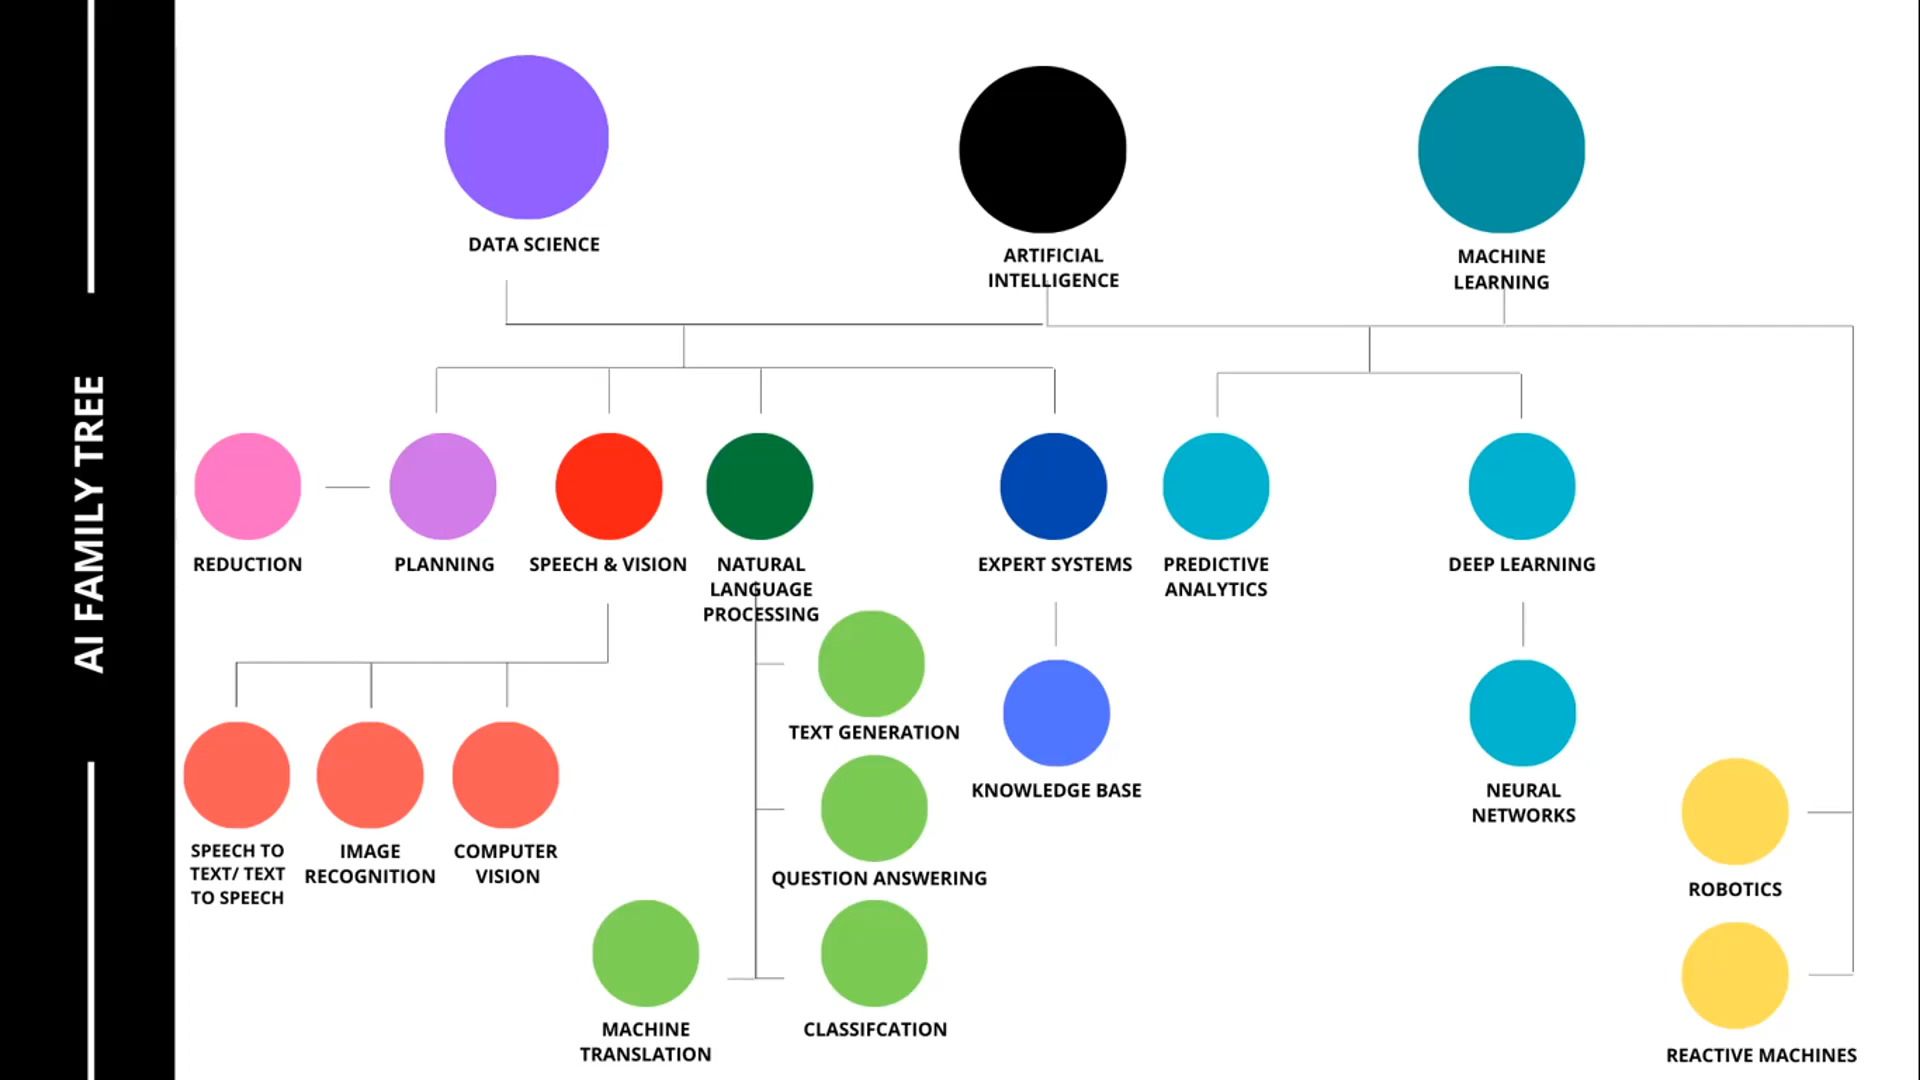 AI FAMILY TREE
DATA SCIENCE
ARTIFICIAL
INTELLIGENCE
MACHINE
LEARNING
REDUCTION
PLANNING
SPEECH & VISION
NATURAL
LANGUAGE
PROCESSING
EXPERT SYSTEMS
PREDICTIVE
ANALYTICS
DEEP LEARNING
TEXT GENERATION
KNOWLEDGE BASE
NEURAL
NETWORKS
SPEECH TO
TEXT/ TEXT
TO SPEECH
IMAGE
RECOGNITION
COMPUTER
VISION
QUESTION ANSWERING
ROBOTICS
MACHINE
TRANSLATION
CLASSIFCATION
REACTIVE MACHINES